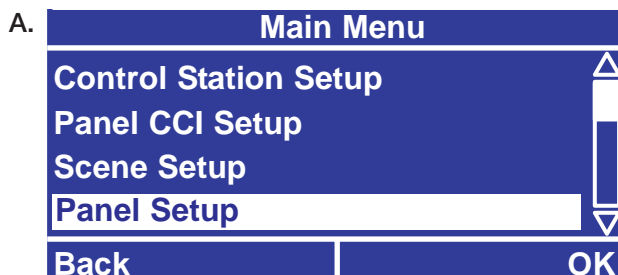 A.
Main Menu
Control Station Setup
Panel CCI Setup
Scene Setup
Panel Setup
Back OK